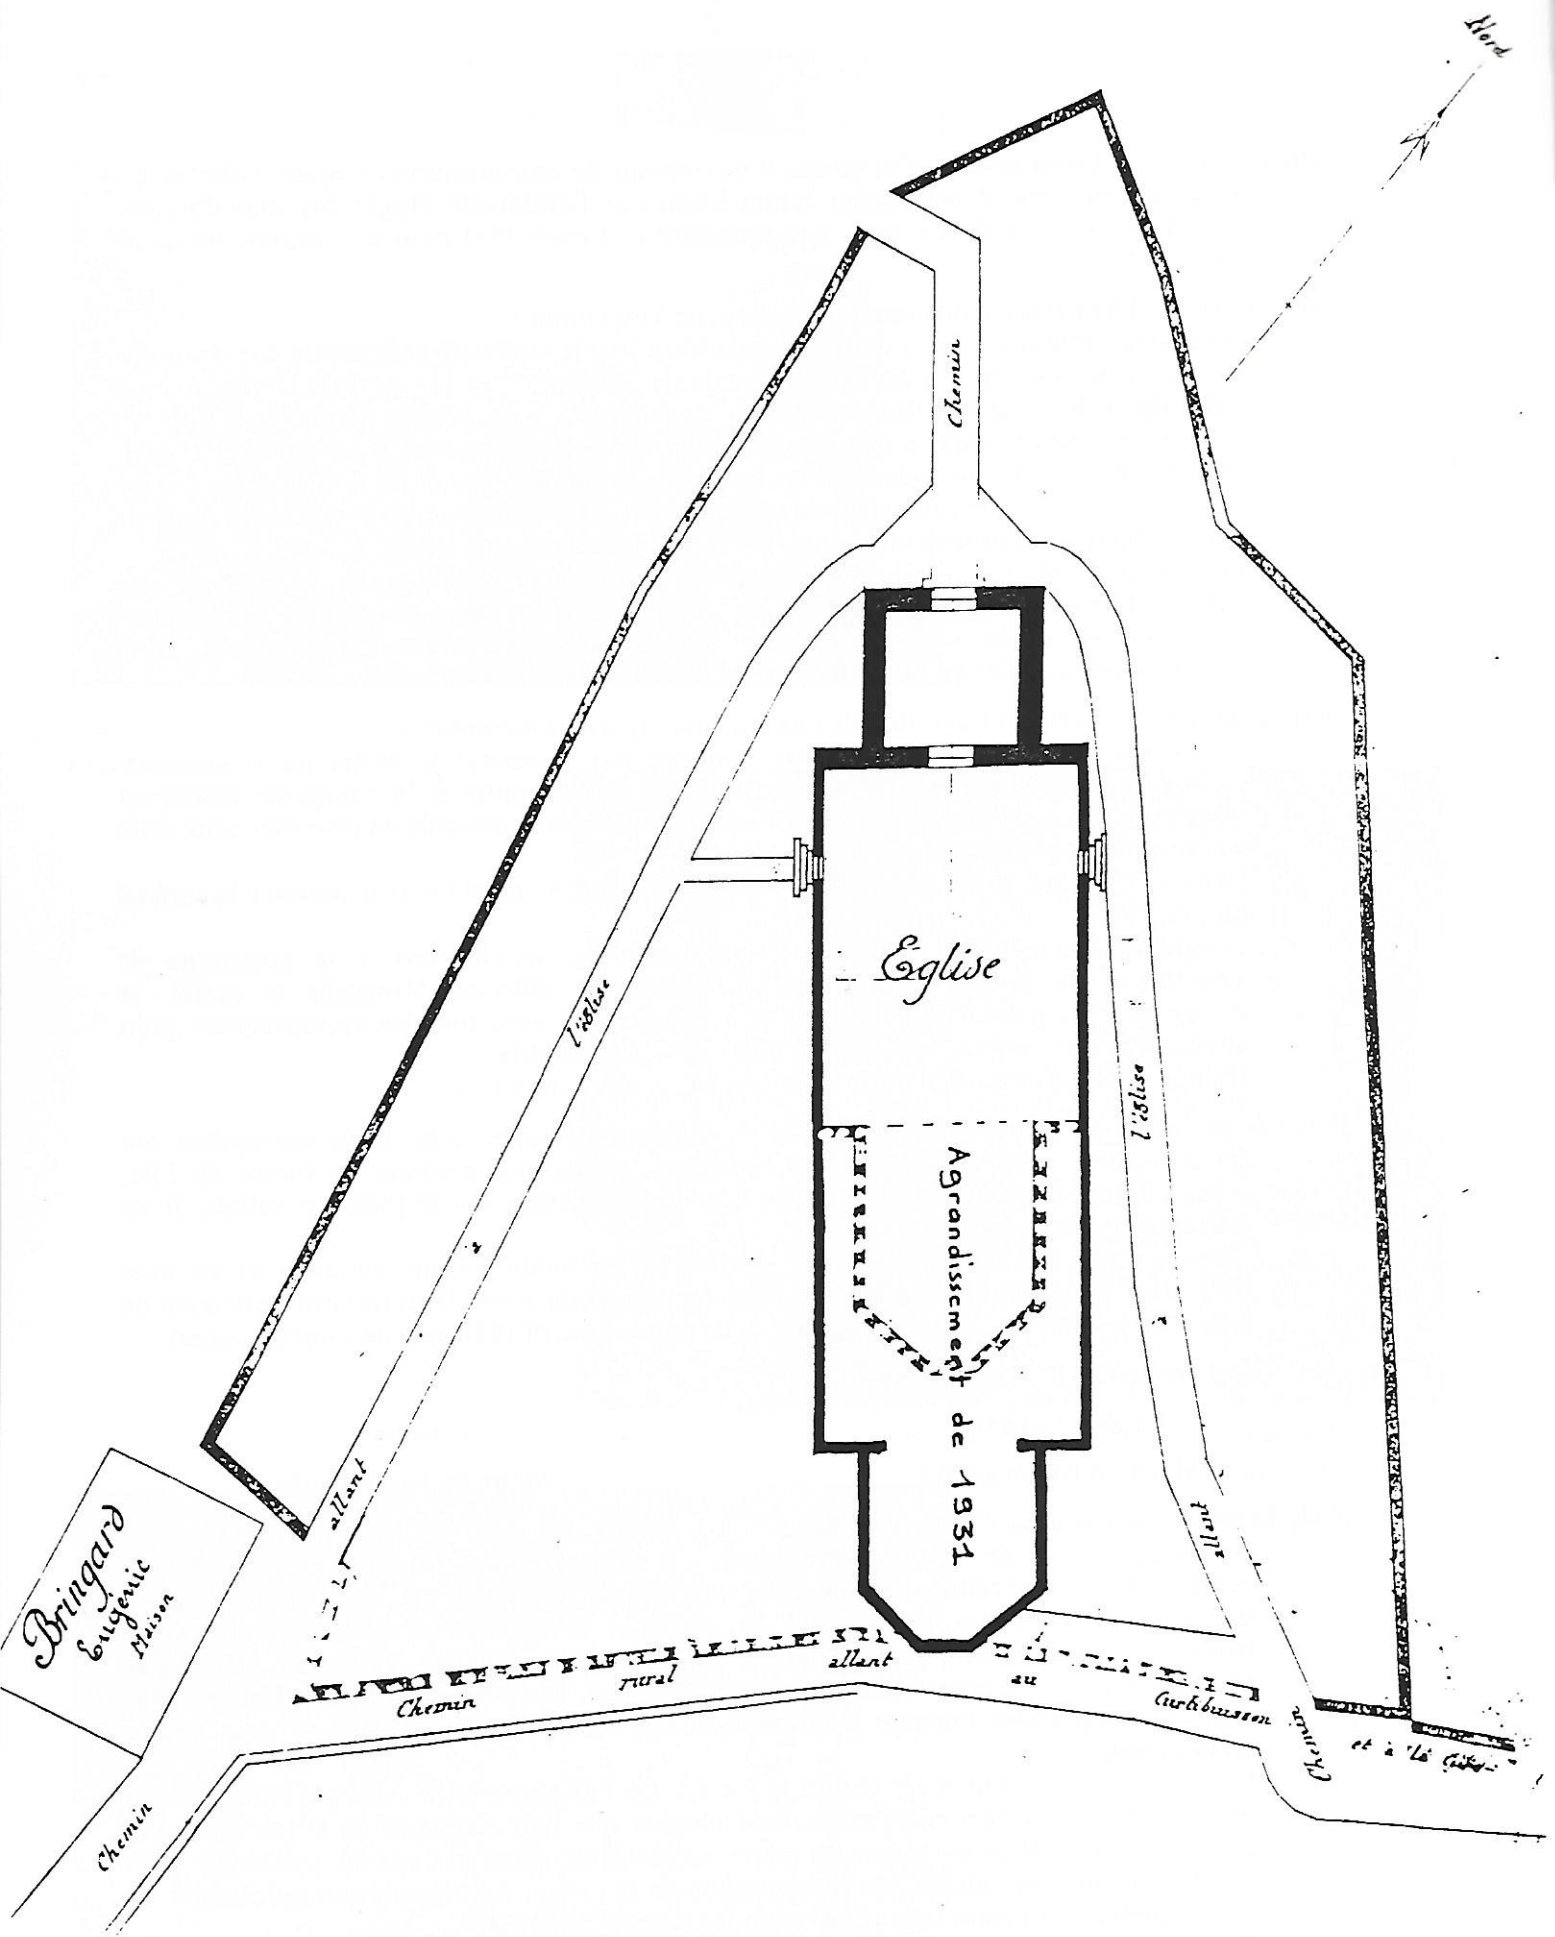 Nord
Chemin
Eglise
l'église
à
allant
l'église
à
allant
Agrandissement de 1931
Bringard
Eugénie
Maison
Chemin rural allant au Curtibuisson
et à la
Chemin
Chemin